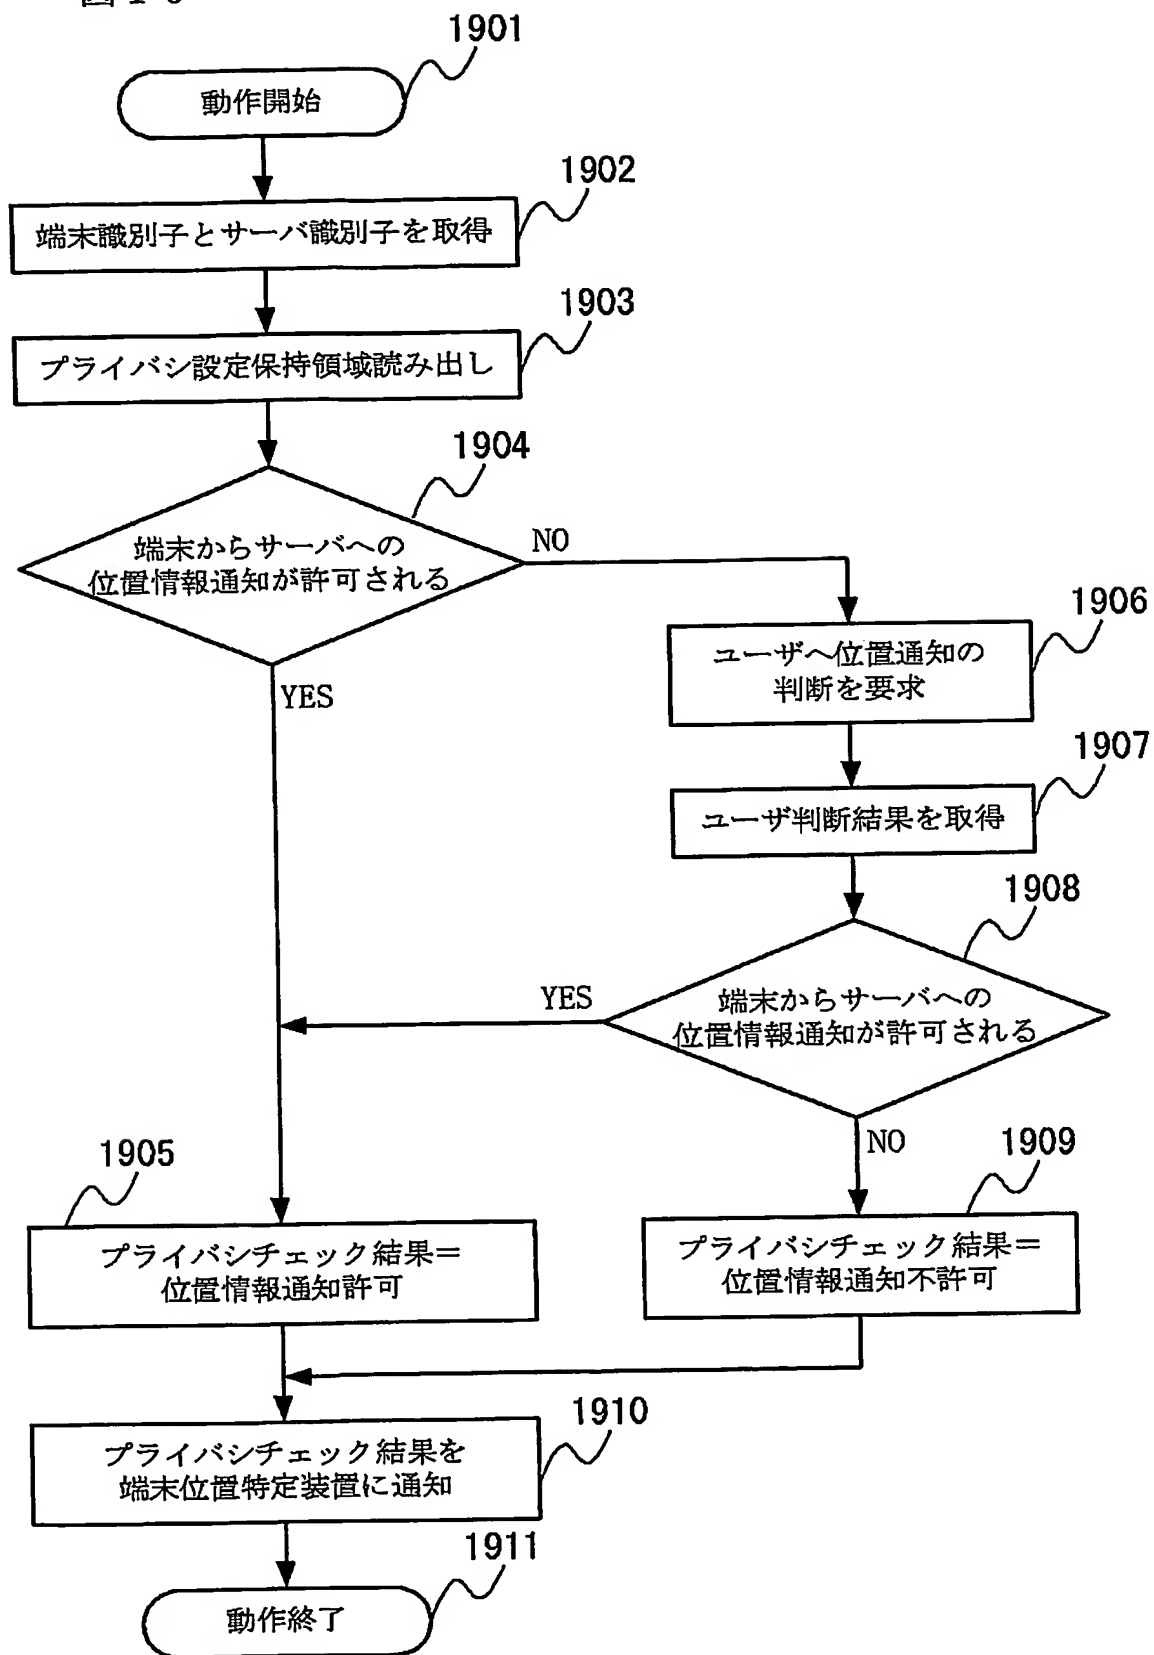 1901
動作開始
1902
端末識別子とサーバ識別子を取得
1903
プライバシ設定保持領域読み出し
1904
端末からサーバへの
位置情報通知が許可される
NO
YES
1906
ユーザへ位置通知の
判断を要求
1907
ユーザ判断結果を取得
1908
端末からサーバへの
位置情報通知が許可される
YES
NO
1905
プライバシチェック結果＝
位置情報通知許可
1909
プライバシチェック結果＝
位置情報通知不許可
1910
プライバシチェック結果を
端末位置特定装置に通知
1911
動作終了